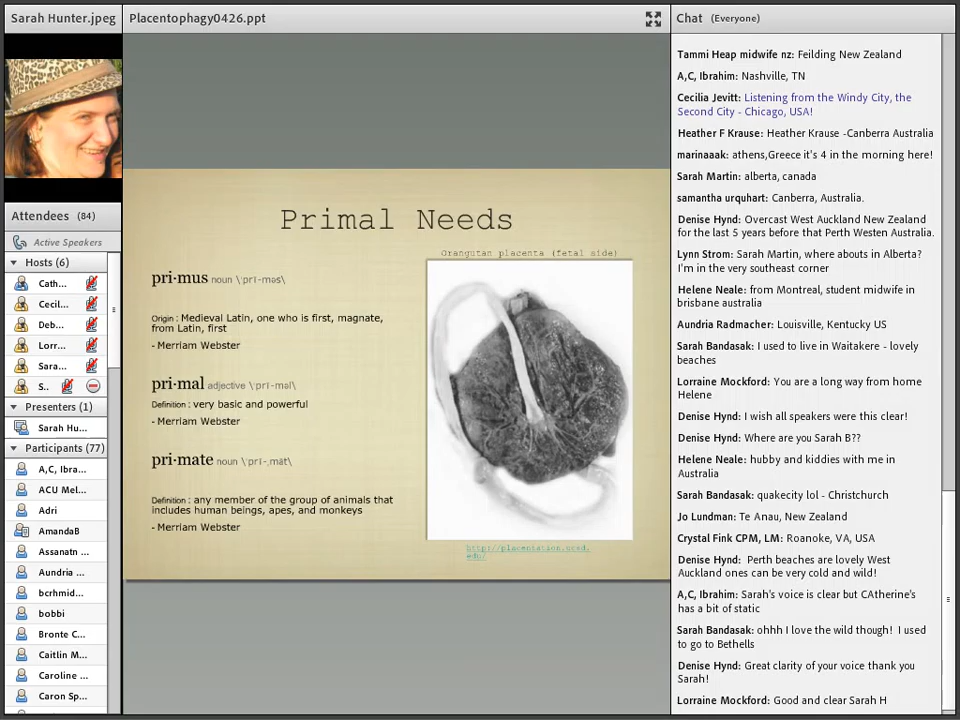 Sarah Hunter.jpeg
Placentophagy0426.ppt
Chat (Everyone)
Attendees (84)
Active Speakers
Hosts (6)
Cath...
Cecil...
Deb...
Lorr...
Sara...
S..
Presenters (1)
Sarah Hu...
Participants (77)
A,C, Ibra...
ACU Mel...
Adri
AmandaB
Assanatn ...
Aundria ...
bcrhmid...
bobbi
Bronte C...
Caitlin M...
Caroline ...
Caron Sp...
Primal Needs
pri·mus noun \ˈprī-məs\
Origin : Medieval Latin, one who is first, magnate,
from Latin, first
- Merriam Webster
pri·mal adjective \ˈprī-məl\
Definition : very basic and powerful
- Merriam Webster
pri·mate noun \ˈprī-ˌmāt\
Definition : any member of the group of animals that
includes human beings, apes, and monkeys
- Merriam Webster
Orangutan placenta (fetal side)
http://placentation.ucsd.
edu/
Tammi Heap midwife nz: Feilding New Zealand
A,C, Ibrahim: Nashville, TN
Cecilia Jevitt: Listening from the Windy City, the
Second City - Chicago, USA!
Heather F Krause: Heather Krause -Canberra Australia
marinaaak: athens,Greece it's 4 in the morning here!
Sarah Martin: alberta, canada
samantha urquhart: Canberra, Australia.
Denise Hynd: Overcast West Auckland New Zealand
for the last 5 years before that Perth Westen Australia.
Lynn Strom: Sarah Martin, where abouts in Alberta?
I'm in the very southeast corner
Helene Neale: from Montreal, student midwife in
brisbane australia
Aundria Radmacher: Louisville, Kentucky US
Sarah Bandasak: I used to live in Waitakere - lovely
beaches
Lorraine Mockford: You are a long way from home
Helene
Denise Hynd: I wish all speakers were this clear!
Denise Hynd: Where are you Sarah B??
Helene Neale: hubby and kiddies with me in
Australia
Sarah Bandasak: quakecity lol - Christchurch
Jo Lundman: Te Anau, New Zealand
Crystal Fink CPM, LM: Roanoke, VA, USA
Denise Hynd: Perth beaches are lovely West
Auckland ones can be very cold and wild!
A,C, Ibrahim: Sarah's voice is clear but CAtherine's
has a bit of static
Sarah Bandasak: ohhh I love the wild though! I used
to go to Bethells
Denise Hynd: Great clarity of your voice thank you
Sarah!
Lorraine Mockford: Good and clear Sarah H